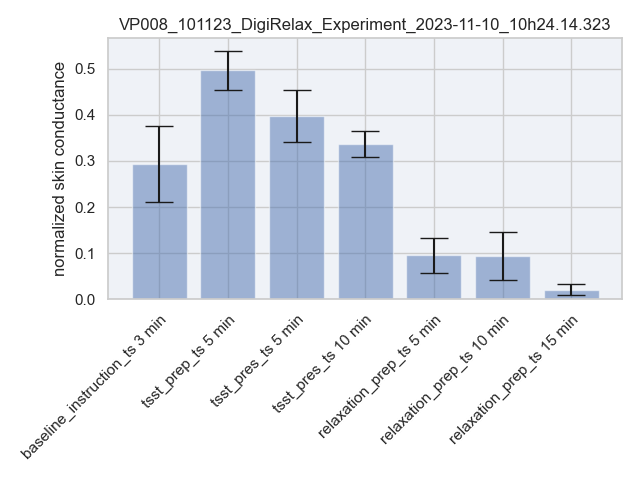 VP008_101123_DigiRelax_Experiment_2023-11-10_10h24.14.323
normalized skin conductance
0.5
0.4
0.3
0.2
0.1
0.0
baseline_instruction_ts 3 min
tsst_prep_ts 5 min
tsst_pres_ts 5 min
tsst_pres_ts 10 min
relaxation_prep_ts 5 min
relaxation_prep_ts 10 min
relaxation_prep_ts 15 min